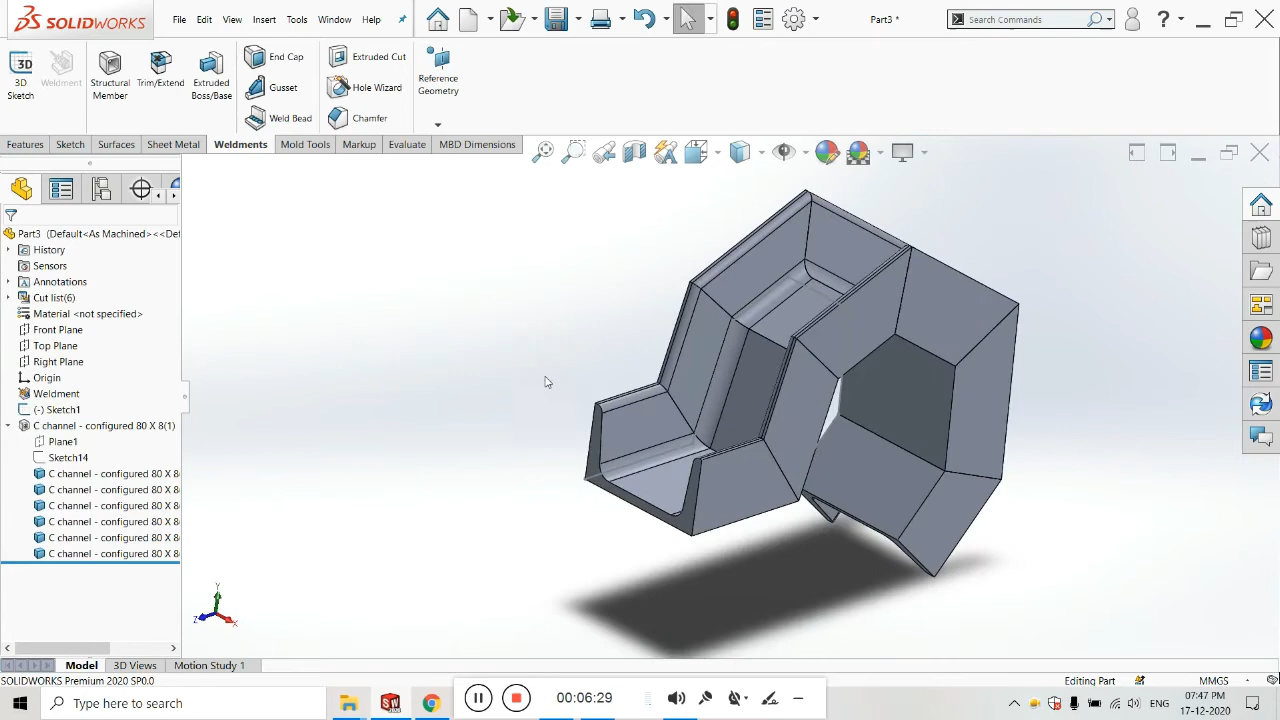 SOLIDWORKS File Edit View Insert Tools Window Help Part3 * Search Commands
3D Sketch Weldment Structural Member Trim/Extend Extruded Boss/Base End Cap Gusset Weld Bead Extruded Cut Hole Wizard Chamfer Reference Geometry
Features Sketch Surfaces Sheet Metal Weldments Mold Tools Markup Evaluate MBD Dimensions
Part3 (Default<As Machined><<Def
History
Sensors
Annotations
Cut list(6)
Material <not specified>
Front Plane
Top Plane
Right Plane
Origin
Weldment
(-) Sketch1
C channel - configured 80 X 8(1)
Plane1
Sketch14
C channel - configured 80 X 8
C channel - configured 80 X 8
C channel - configured 80 X 8
C channel - configured 80 X 8
C channel - configured 80 X 8
C channel - configured 80 X 8
Y
Z X
Model 3D Views Motion Study 1
SOLIDWORKS Premium 2020 SP0.0 Editing Part MMGS
Type here to search 00:06:29 07:47 PM
17-12-2020